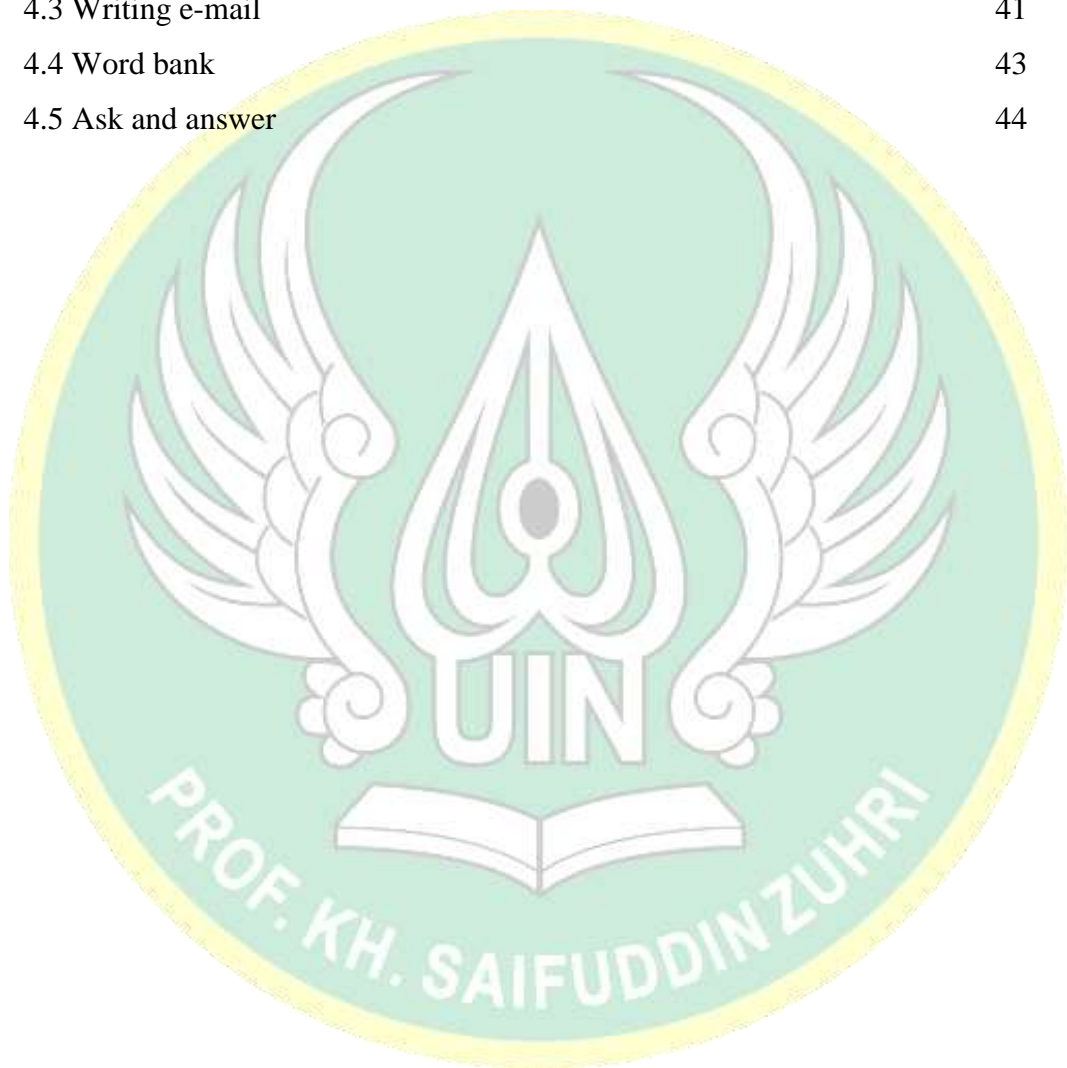 4.3 Writing e-mail 41
4.4 Word bank 43
4.5 Ask and answer 44
UIN
PROF. KH. SAIFUDDIN ZUHRI